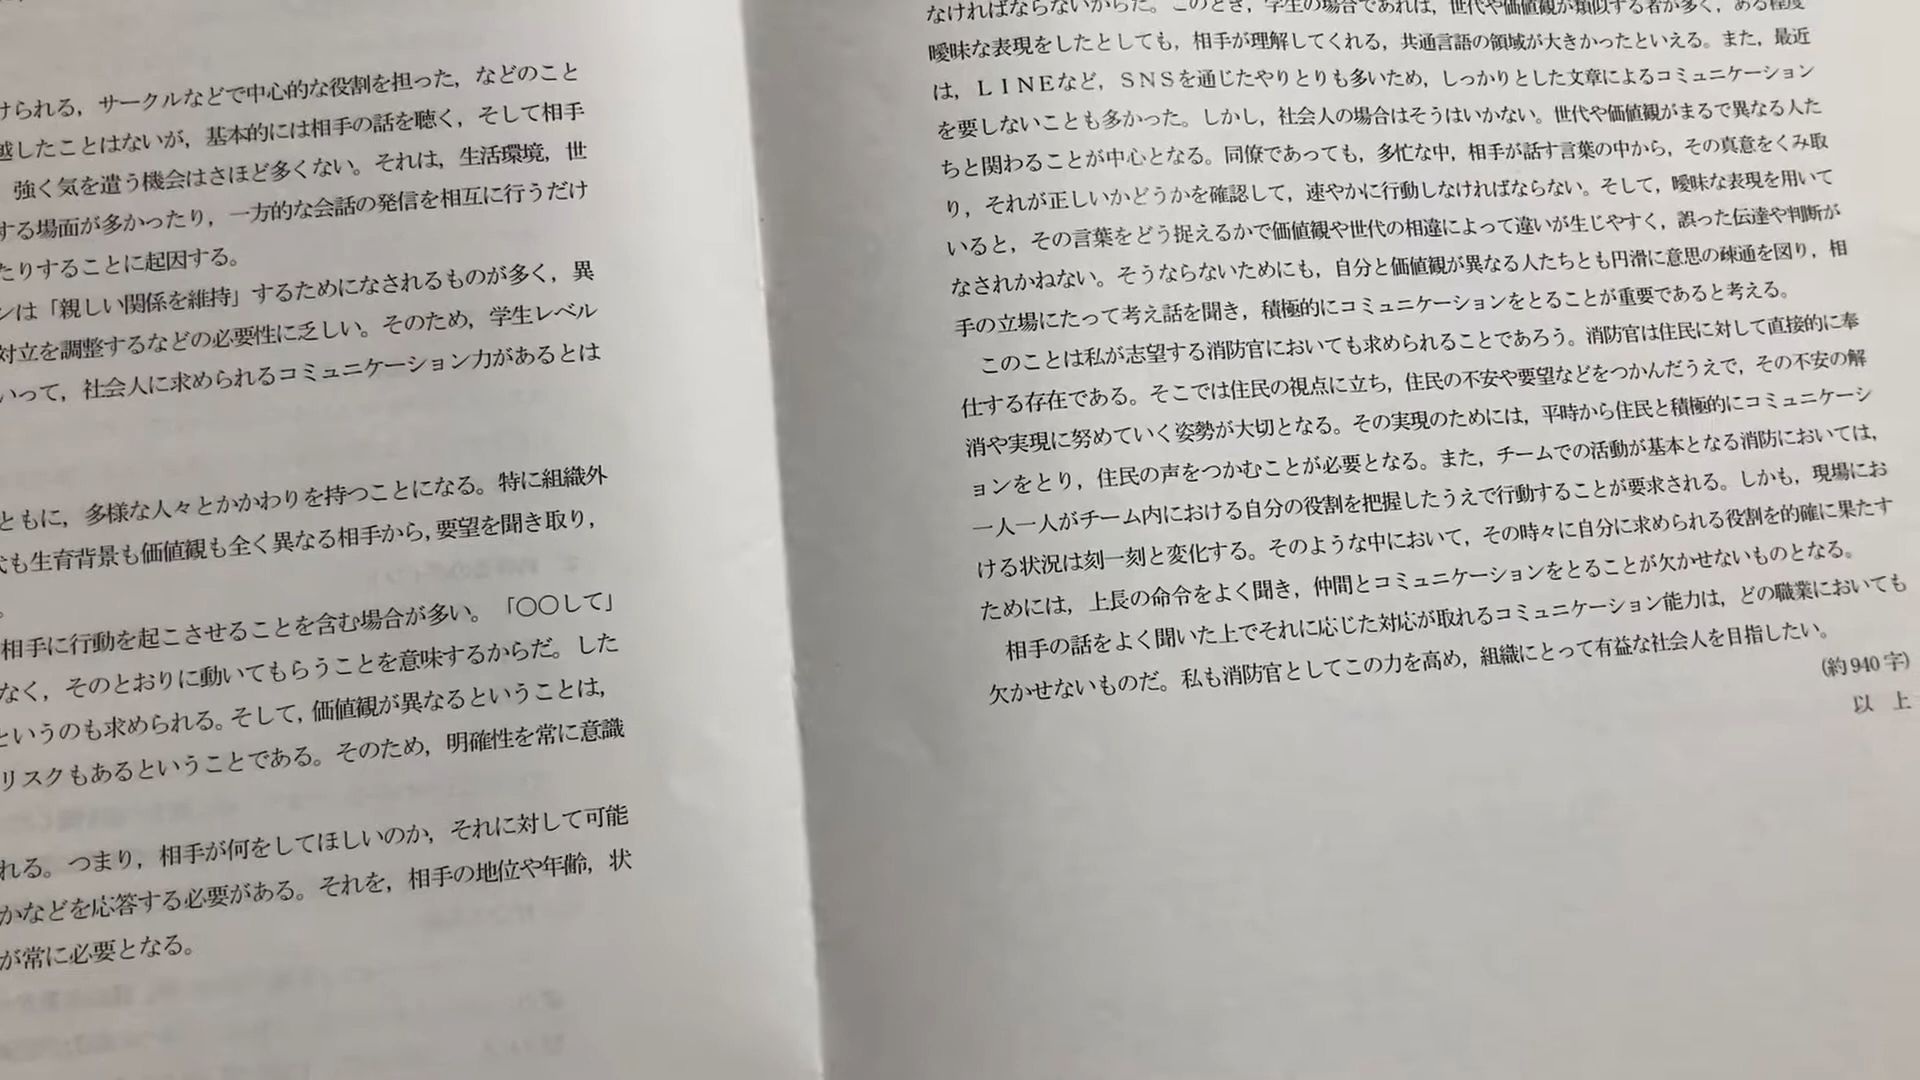 けられる，サークルなどで中心的な役割を担った，などのこと
越したことはないが，基本的には相手の話を聴く，そして相手
強く気を遣う機会はさほど多くない。それは，生活環境，世
する場面が多かったり，一方的な会話の発信を相互に行うだけ
たりすることに起因する。
ンは「親しい関係を維持」するためになされるものが多く，異
対立を調整するなどの必要性に乏しい。そのため，学生レベル
いって，社会人に求められるコミュニケーション力があるとは
ともに，多様な人々とかかわりを持つことになる。特に組織外
代も生育背景も価値観も全く異なる相手から，要望を聞き取り，
。
相手に行動を起こさせることを含む場合が多い。「〇〇して」
なく，そのとおりに動いてもらうことを意味するからだ。した
というのも求められる。そして，価値観が異なるということは，
リスクもあるということである。そのため，明確性を常に意識
れる。つまり，相手が何をしてほしいのか，それに対して可能
かなどを応答する必要がある。それを，相手の地位や年齢，状
が常に必要となる。
なければならないからだ。このとき，学生の場合であれば，世代や価値観が類似する者が多く，ある程度
曖昧な表現をしたとしても，相手が理解してくれる，共通言語の領域が大きかったといえる。また，最近
は，ＬＩＮＥなど，ＳＮＳを通じたやりとりも多いため，しっかりとした文章によるコミュニケーション
を要しないことも多かった。しかし，社会人の場合はそうはいかない。世代や価値観がまるで異なる人た
ちと関わることが中心となる。同僚であっても，多忙な中，相手が話す言葉の中から，その真意をくみ取
り，それが正しいかどうかを確認して，速やかに行動しなければならない。そして，曖昧な表現を用いて
いると，その言葉をどう捉えるかで価値観や世代の相違によって違いが生じやすく，誤った伝達や判断が
なされかねない。そうならないためにも，自分と価値観が異なる人たちとも円滑に意思の疎通を図り，相
手の立場にたって考え話を聞き，積極的にコミュニケーションをとることが重要であると考える。
このことは私が志望する消防官においても求められることであろう。消防官は住民に対して直接的に奉
仕する存在である。そこでは住民の視点に立ち，住民の不安や要望などをつかんだうえで，その不安の解
消や実現に努めていく姿勢が大切となる。その実現のためには，平時から住民と積極的にコミュニケーシ
ョンをとり，住民の声をつかむことが必要となる。また，チームでの活動が基本となる消防においては，
一人一人がチーム内における自分の役割を把握したうえで行動することが要求される。しかも，現場にお
ける状況は刻一刻と変化する。そのような中において，その時々に自分に求められる役割を的確に果たす
ためには，上長の命令をよく聞き，仲間とコミュニケーションをとることが欠かせないものとなる。
相手の話をよく聞いた上でそれに応じた対応が取れるコミュニケーション能力は，どの職業においても
欠かせないものだ。私も消防官としてこの力を高め，組織にとって有益な社会人を目指したい。
（約 940 字）
以　上